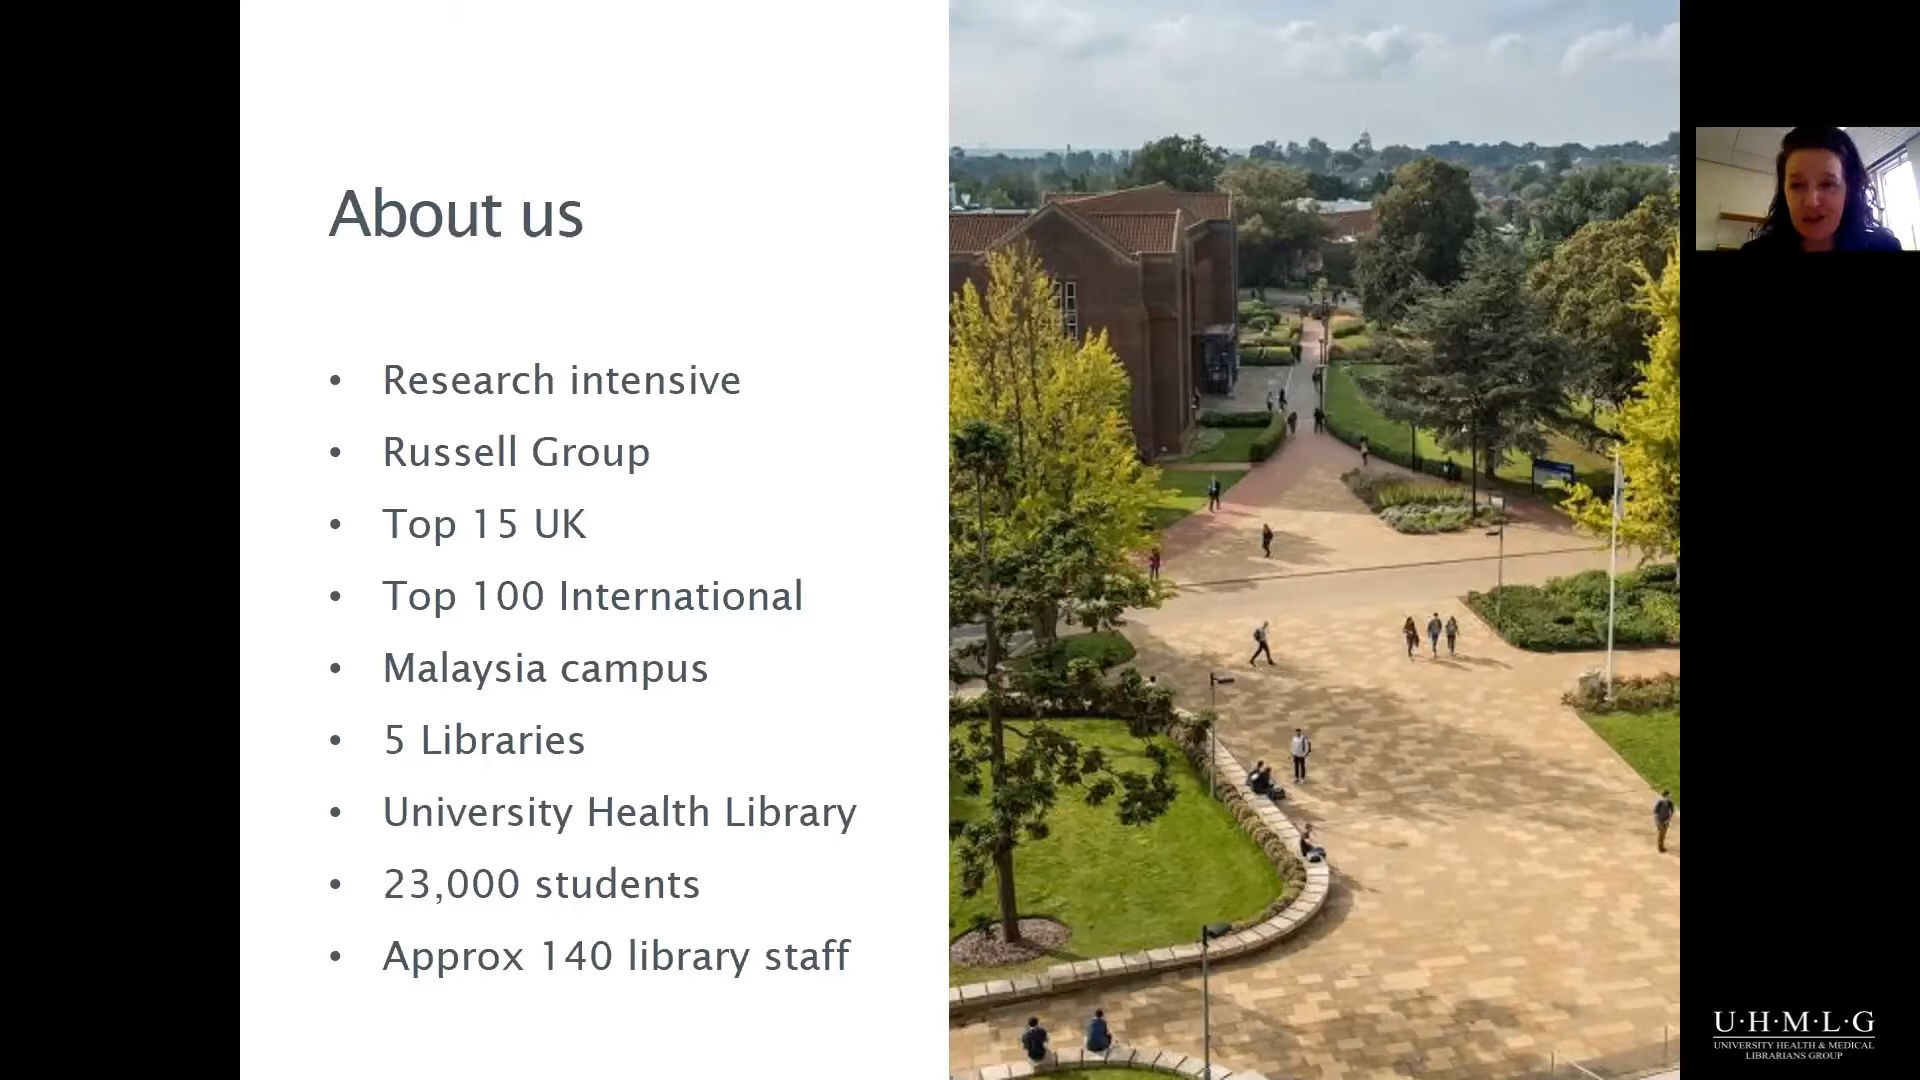 About us
• Research intensive
• Russell Group
• Top 15 UK
• Top 100 International
• Malaysia campus
• 5 Libraries
• University Health Library
• 23,000 students
• Approx 140 library staff
U·H·M·L·G
UNIVERSITY HEALTH & MEDICAL
LIBRARIANS GROUP